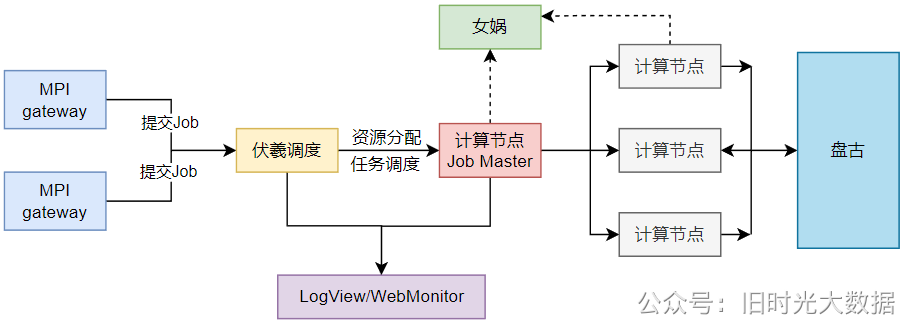 女娲
MPI
gateway
提交Job
提交Job
MPI
gateway
伏羲调度
资源分配
任务调度
计算节点
Job Master
计算节点
计算节点
计算节点
盘古
LogView/WebMonitor
公众号：旧时光大数据